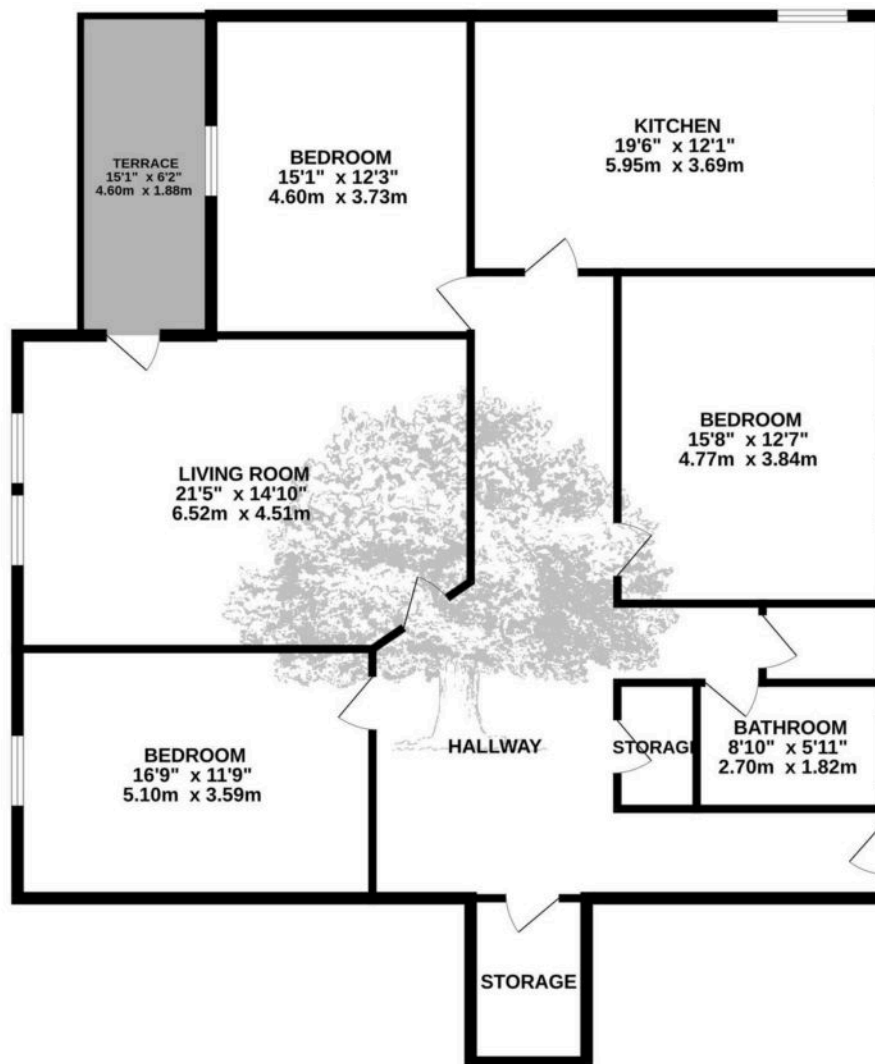 KITCHEN
19'6" x 12'1"
5.95m x 3.69m
TERRACE
15'1" x 6'2"
4.60m x 1.88m
BEDROOM
15'1" x 12'3"
4.60m x 3.73m
BEDROOM
15'8" x 12'7"
4.77m x 3.84m
LIVING ROOM
21'5" x 14'10"
6.52m x 4.51m
BEDROOM
16'9" x 11'9"
5.10m x 3.59m
HALLWAY
STORAGE
BATHROOM
8'10" x 5'11"
2.70m x 1.82m
STORAGE